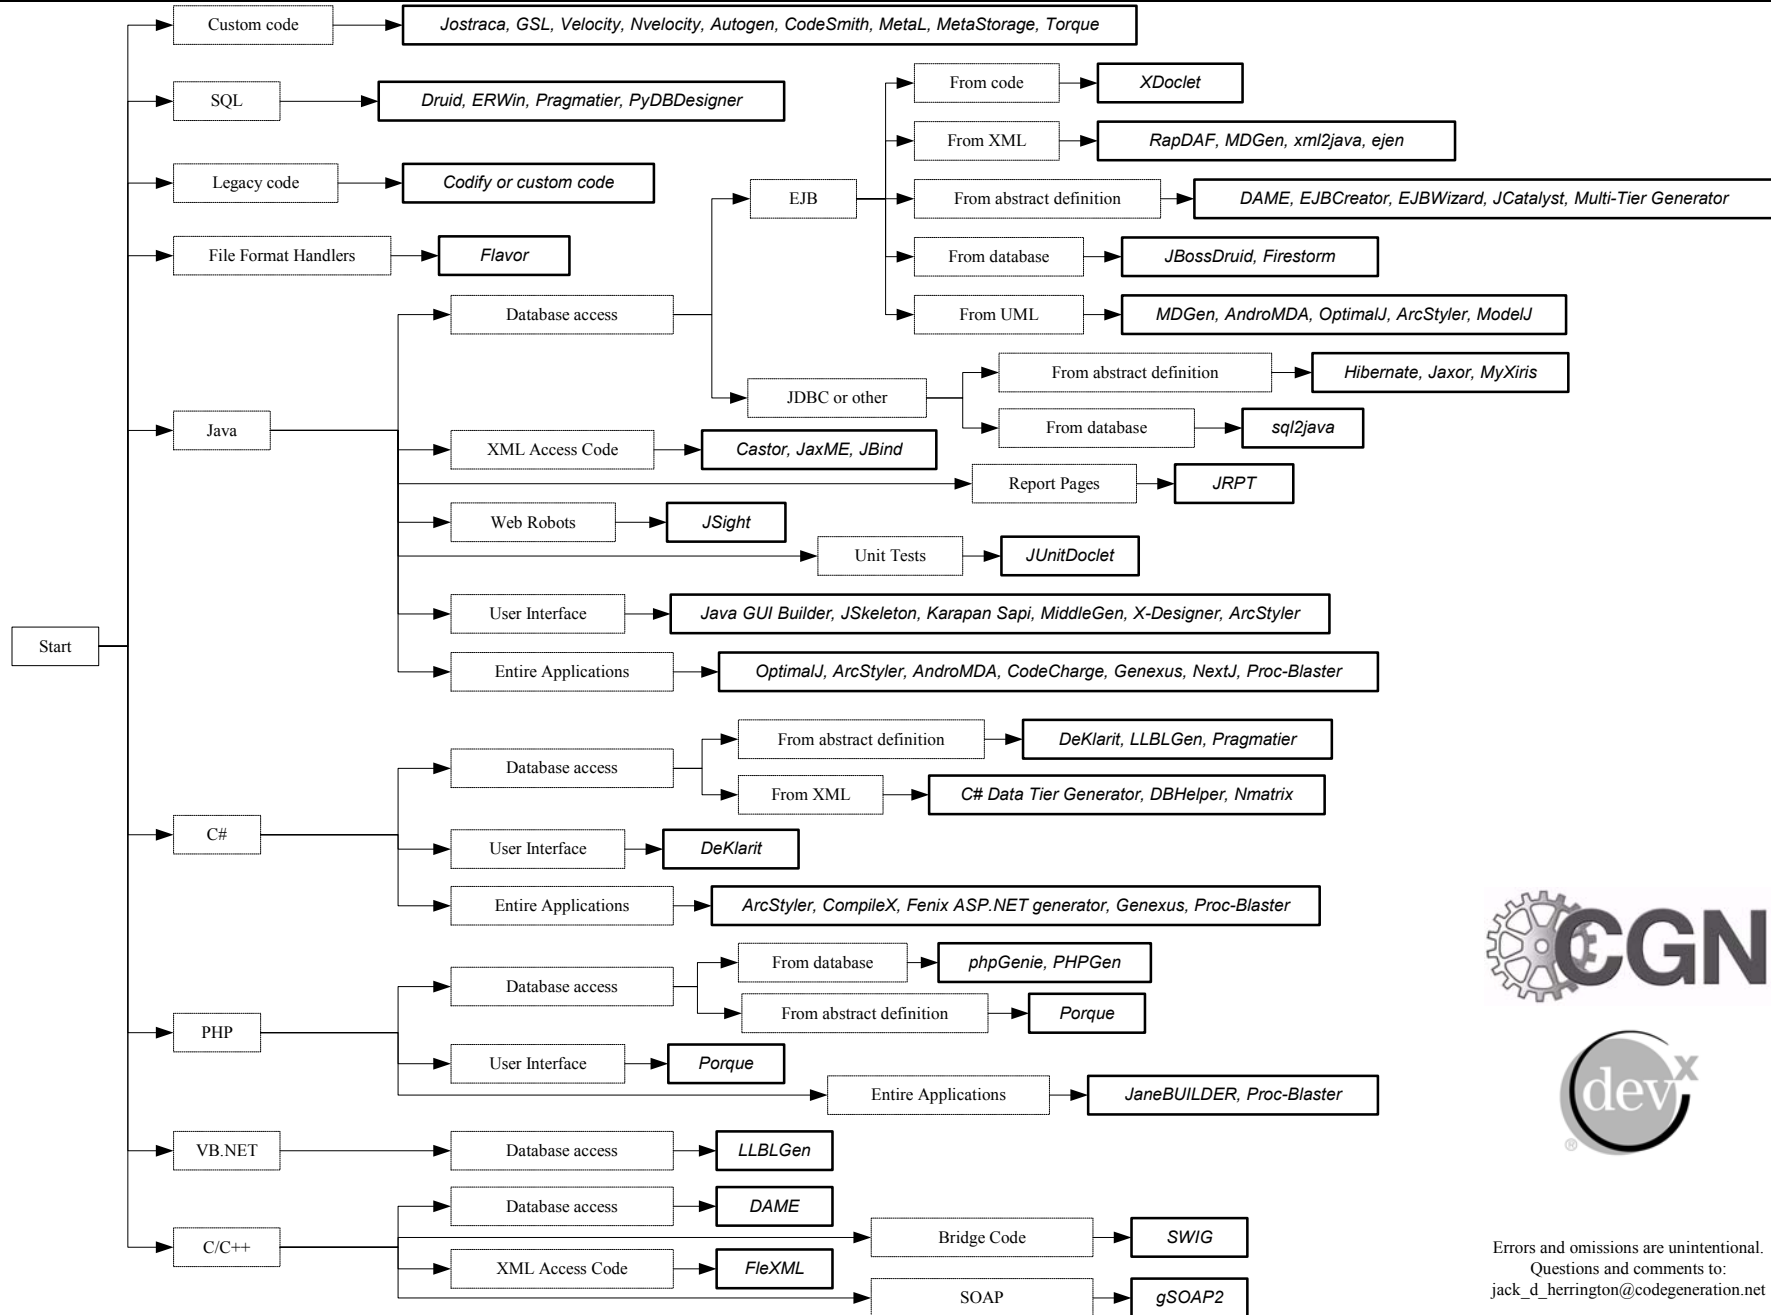 Custom code
Jostraca, GSL, Velocity, Nvelocity, Autogen, CodeSmith, MetaL, MetaStorage, Torque
SQL
Druid, ERWin, Pragmatier, PyDBDesigner
Legacy code
Codify or custom code
File Format Handlers
Flavor
Java
Database access
EJB
From code
XDoclet
From XML
RapDAF, MDGen, xml2java, ejen
From abstract definition
DAME, EJBCreator, EJBWizard, JCatalyst, Multi-Tier Generator
From database
JBossDruid, Firestorm
From UML
MDGen, AndroMDA, OptimalJ, ArcStyler, ModelJ
JDBC or other
From abstract definition
Hibernate, Jaxor, MyXiris
From database
sql2java
XML Access Code
Castor, JaxME, JBind
Report Pages
JRPT
Web Robots
JSight
Unit Tests
JUnitDoclet
User Interface
Java GUI Builder, JSkeleton, Karapan Sapi, MiddleGen, X-Designer, ArcStyler
Start
Entire Applications
OptimalJ, ArcStyler, AndroMDA, CodeCharge, Genexus, NextJ, Proc-Blaster
C#
Database access
From abstract definition
DeKlarit, LLBLGen, Pragmatier
From XML
C# Data Tier Generator, DBHelper, Nmatrix
User Interface
DeKlarit
Entire Applications
ArcStyler, CompileX, Fenix ASP.NET generator, Genexus, Proc-Blaster
CGN
PHP
Database access
From database
phpGenie, PHPGen
From abstract definition
Porque
User Interface
Porque
Entire Applications
JaneBUILDER, Proc-Blaster
devx
®
VB.NET
Database access
LLBLGen
C/C++
Database access
DAME
Bridge Code
SWIG
XML Access Code
FleXML
SOAP
gSOAP2
Errors and omissions are unintentional.
Questions and comments to:
jack_d_herrington@codegeneration.net